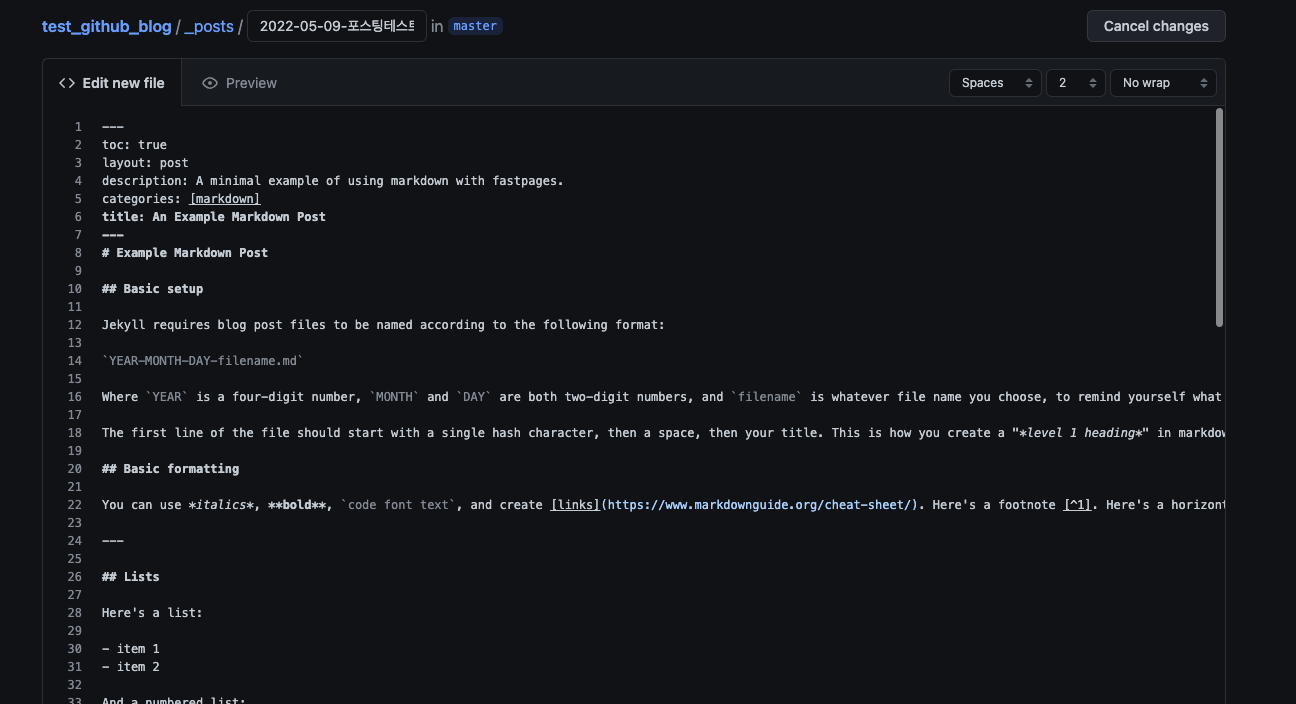 test_github_blog / _posts / 2022-05-09-포스팅테스트 in master Cancel changes
<> Edit new file Preview Spaces 2 No wrap
1 ---
2 toc: true
3 layout: post
4 description: A minimal example of using markdown with fastpages.
5 categories: [markdown]
6 title: An Example Markdown Post
7 ---
8 # Example Markdown Post
9
10 ## Basic setup
11
12 Jekyll requires blog post files to be named according to the following format:
13
14 `YEAR-MONTH-DAY-filename.md`
15
16 Where `YEAR` is a four-digit number, `MONTH` and `DAY` are both two-digit numbers, and `filename` is whatever file name you choose, to remind yourself what
17
18 The first line of the file should start with a single hash character, then a space, then your title. This is how you create a "*level 1 heading*" in markdow
19
20 ## Basic formatting
21
22 You can use *italics*, **bold**, `code font text`, and create [links](https://www.markdownguide.org/cheat-sheet/). Here's a footnote [^1]. Here's a horizont
23
24 ---
25
26 ## Lists
27
28 Here's a list:
29
30 - item 1
31 - item 2
32
33 And a numbered list: